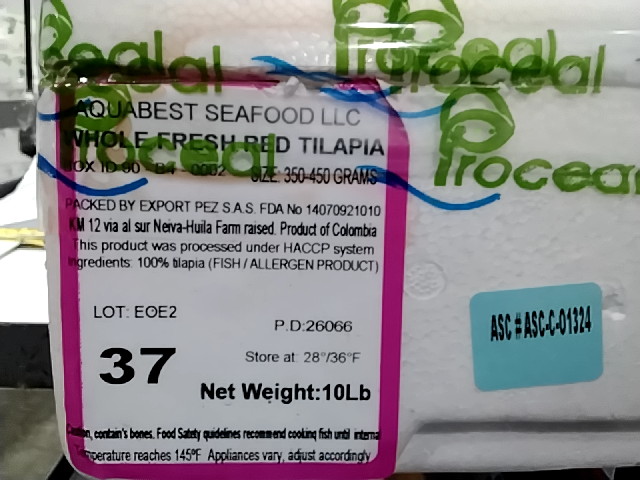 Proceal Proceal
AQUABEST SEAFOOD LLC
WHOLE FRESH RED TILAPIA
Proceal Proceal
SIZE: 350-450 GRAMS
PACKED BY EXPORT PEZ S.A.S. FDA No 14070921010
KM 12 via al sur Neiva-Huila Farm raised. Product of Colombia
This product was processed under HACCP system
Ingredients: 100% tilapia (FISH / ALLERGEN PRODUCT)
LOT: EOE2
P.D:26066
37
Store at: 28°/36°F
Net Weight:10Lb
contain's bones. Food Safety guidelines recommend cooking fish until internal
Temperature reaches 145ºF Appliances vary, adjust accordingly
ASC # ASC-C-01324